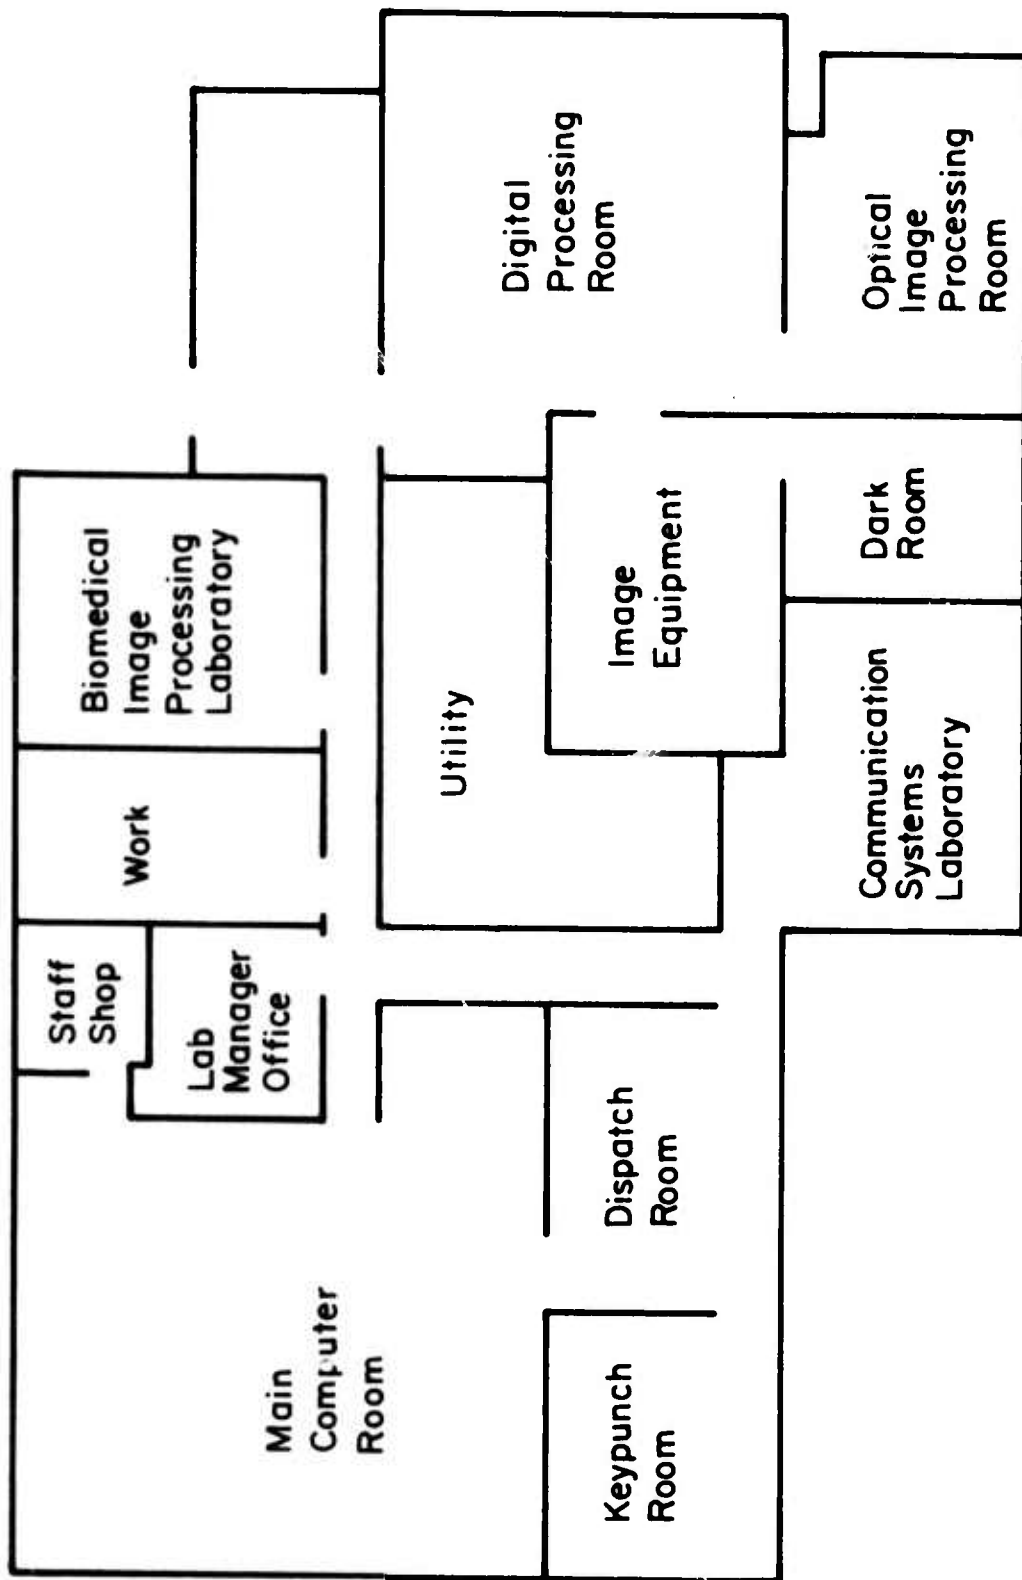 Staff
Shop
Work
Biomedical
Image
Processing
Laboratory
Lab
Manager
Office
Main
Computer
Room
Utility
Digital
Processing
Room
Keypunch
Room
Dispatch
Room
Image
Equipment
Communication
Systems
Laboratory
Dark
Room
Optical
Image
Processing
Room